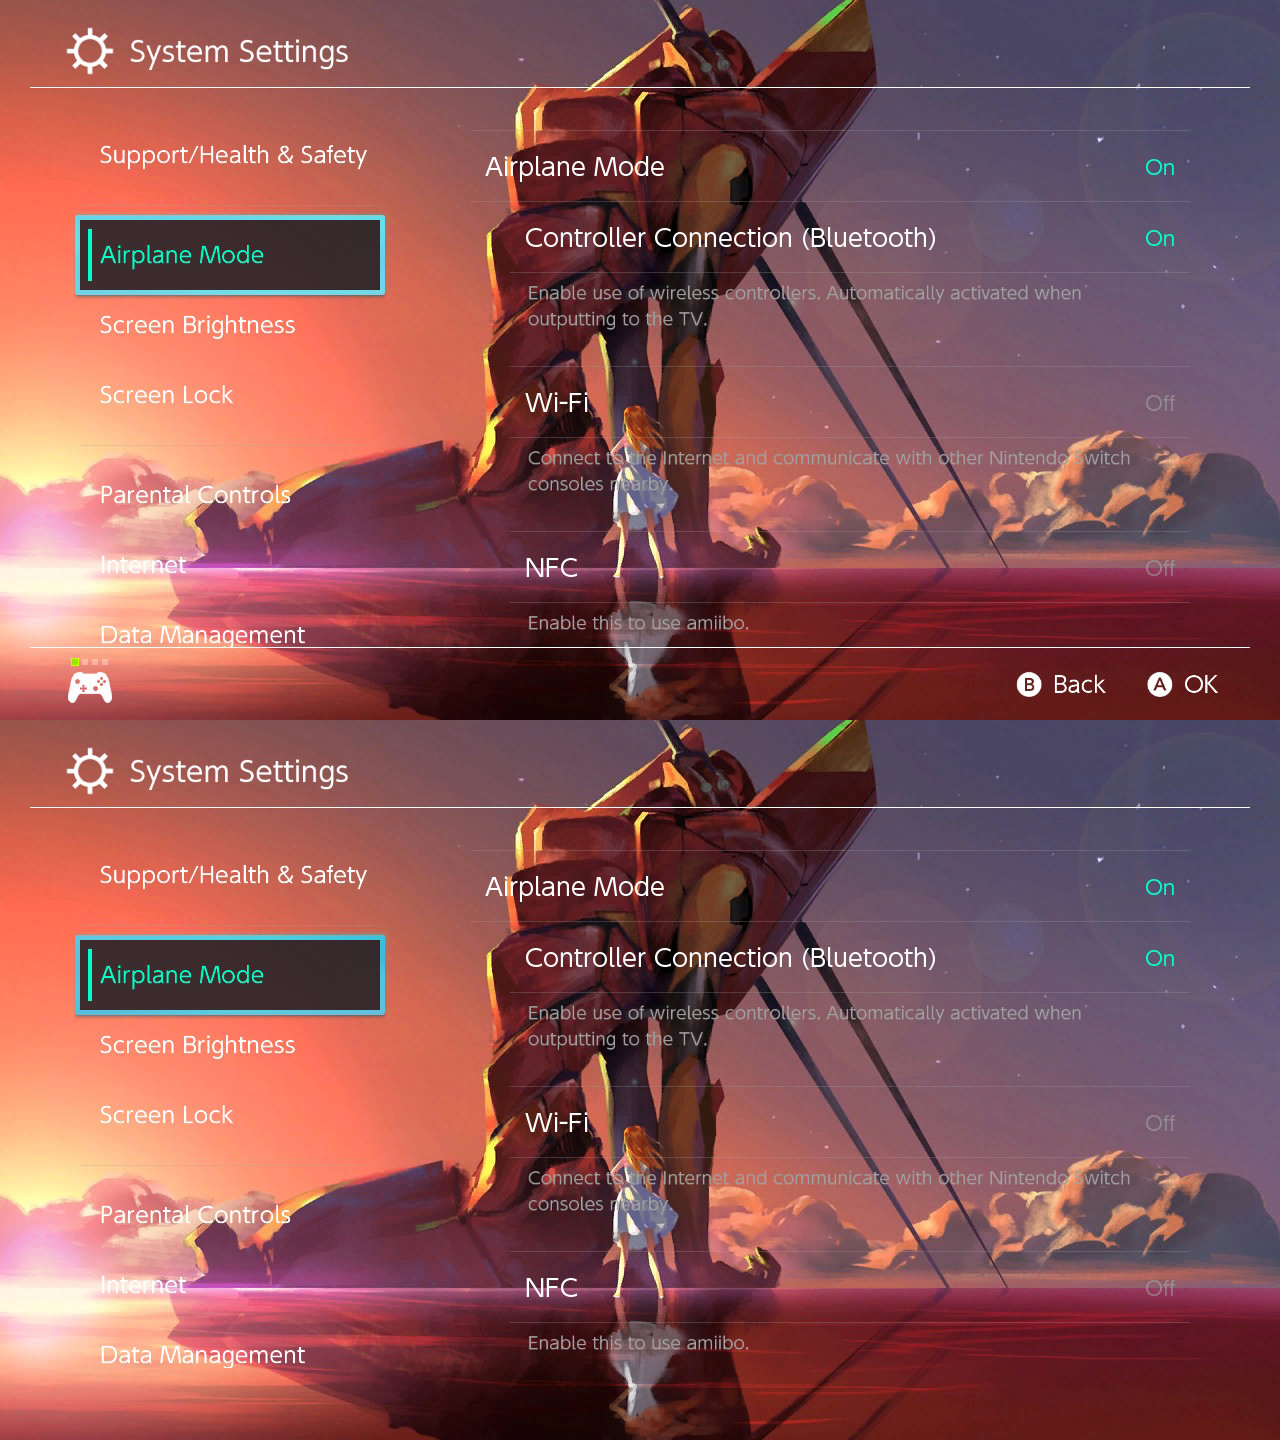 System Settings
Support/Health & Safety
Airplane Mode
Screen Brightness
Screen Lock
Parental Controls
Internet
Data Management
Airplane Mode On
Controller Connection (Bluetooth) On
Enable use of wireless controllers. Automatically activated when
outputting to the TV.
Wi-Fi Off
Connect to the Internet and communicate with other Nintendo Switch
consoles nearby.
NFC Off
Enable this to use amiibo.
B Back A OK
System Settings
Support/Health & Safety
Airplane Mode
Screen Brightness
Screen Lock
Parental Controls
Internet
Data Management
Airplane Mode On
Controller Connection (Bluetooth) On
Enable use of wireless controllers. Automatically activated when
outputting to the TV.
Wi-Fi Off
Connect to the Internet and communicate with other Nintendo Switch
consoles nearby.
NFC Off
Enable this to use amiibo.